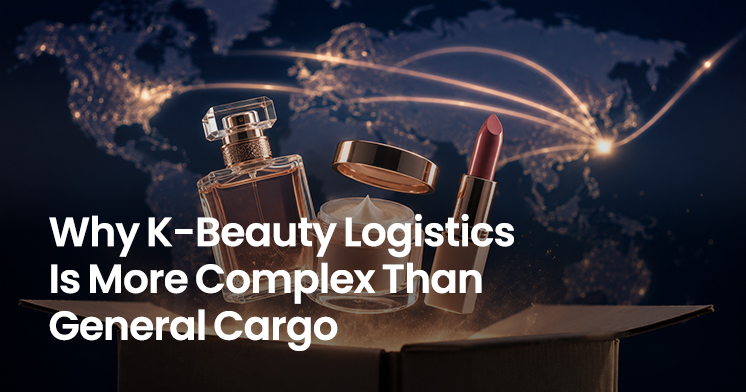 Why K-Beauty Logistics
Is More Complex Than
General Cargo